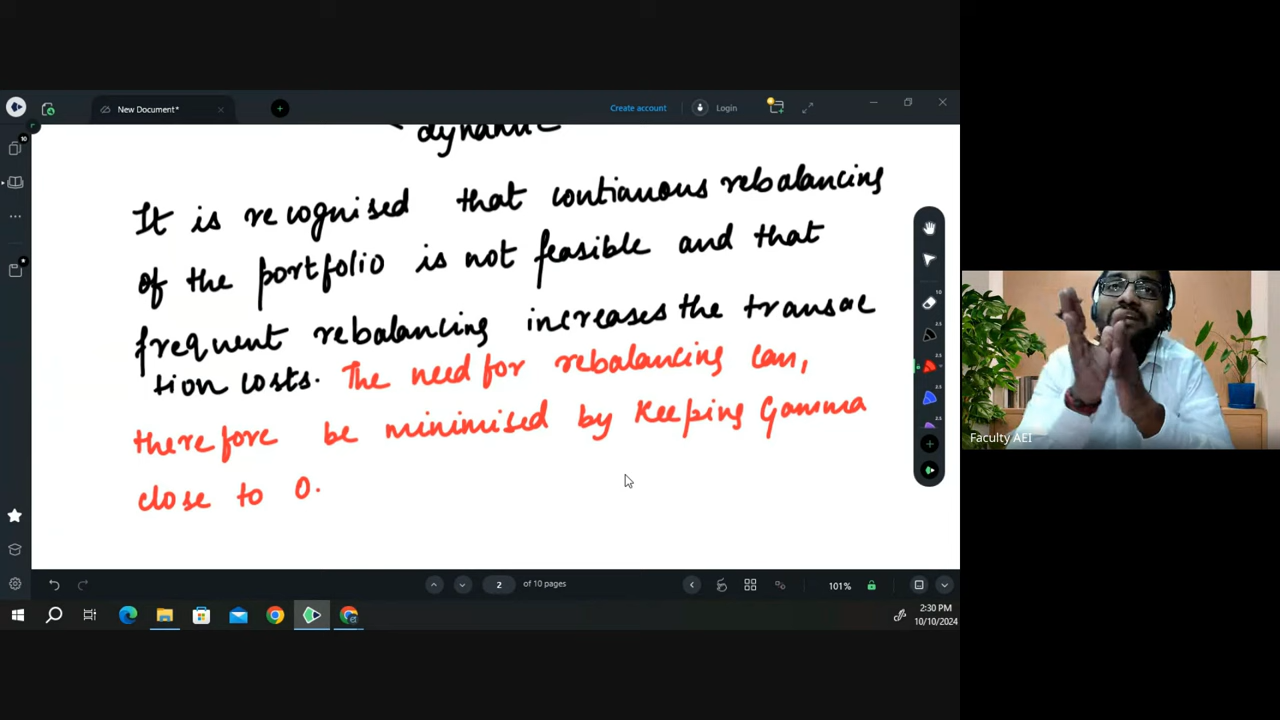 New Document*
Create account
Login
dynamic
It is recognised that contianous rebalancing
of the portfolio is not feasible and that
frequent rebalancing increases the transac
tion costs. The need for rebalancing can,
therefore be minimised by keeping Gamma
close to 0.
Faculty AEI
2 of 10 pages
101%
2:30 PM
10/10/2024